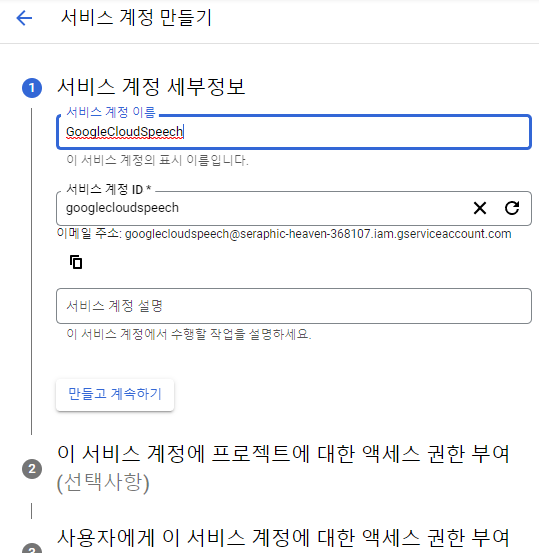 서비스 계정 만들기
1 서비스 계정 세부정보
서비스 계정 이름
GoogleCloudSpeech
이 서비스 계정의 표시 이름입니다.
서비스 계정 ID *
googlecloudspeech
이메일 주소: googlecloudspeech@seraphic-heaven-368107.iam.gserviceaccount.com
서비스 계정 설명
이 서비스 계정에서 수행할 작업을 설명하세요.
만들고 계속하기
2 이 서비스 계정에 프로젝트에 대한 액세스 권한 부여
(선택사항)
3 사용자에게 이 서비스 계정에 대한 액세스 권한 부여